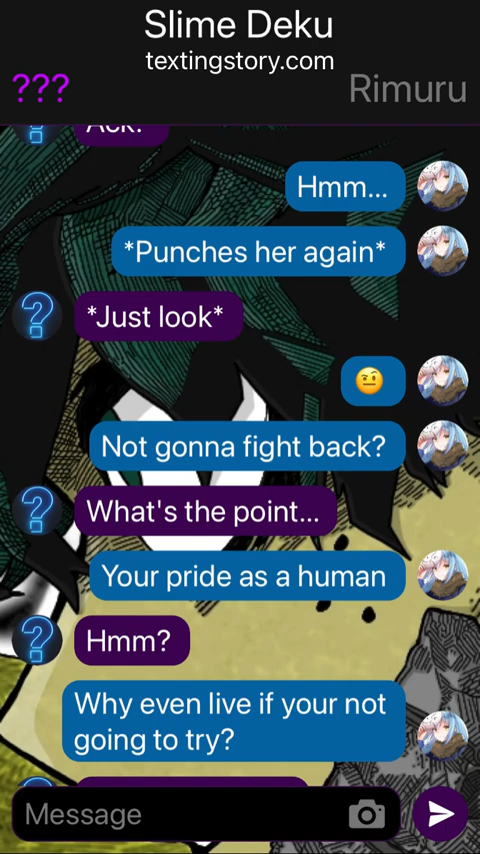 Slime Deku
textingstory.com
???
Rimuru
Ack!
Hmm...
*Punches her again*
*Just look*
🤨
Not gonna fight back?
What's the point...
Your pride as a human
Hmm?
Why even live if your not
going to try?
Message